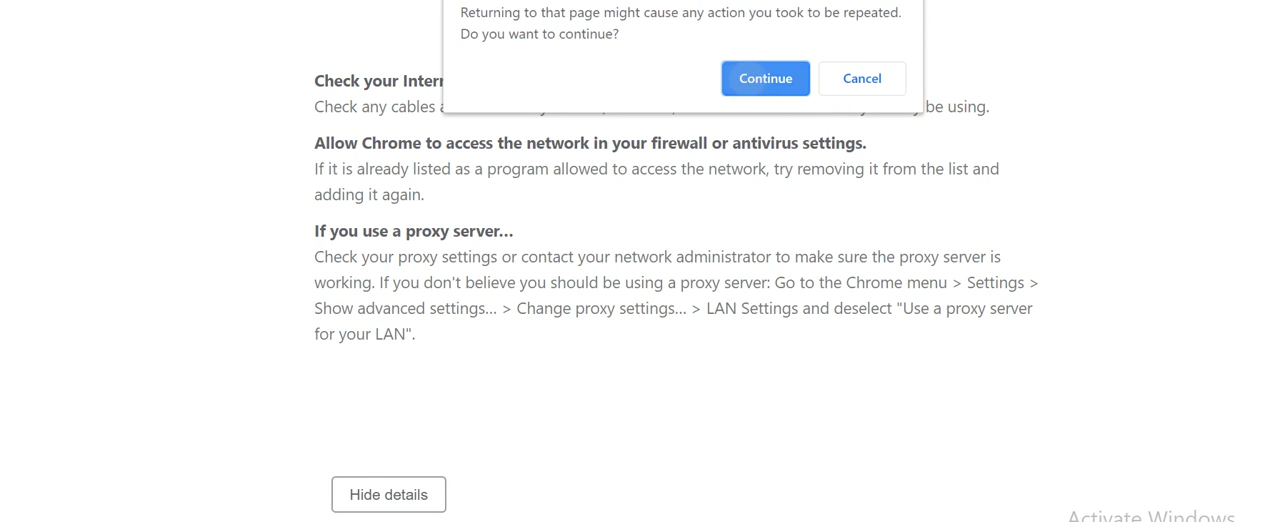 Returning to that page might cause any action you took to be repeated.
Do you want to continue?
Continue Cancel
Check your Intern
Check any cables be using.
Allow Chrome to access the network in your firewall or antivirus settings.
If it is already listed as a program allowed to access the network, try removing it from the list and
adding it again.
If you use a proxy server...
Check your proxy settings or contact your network administrator to make sure the proxy server is
working. If you don't believe you should be using a proxy server: Go to the Chrome menu > Settings >
Show advanced settings... > Change proxy settings... > LAN Settings and deselect "Use a proxy server
for your LAN".
Hide details
Activate Windows